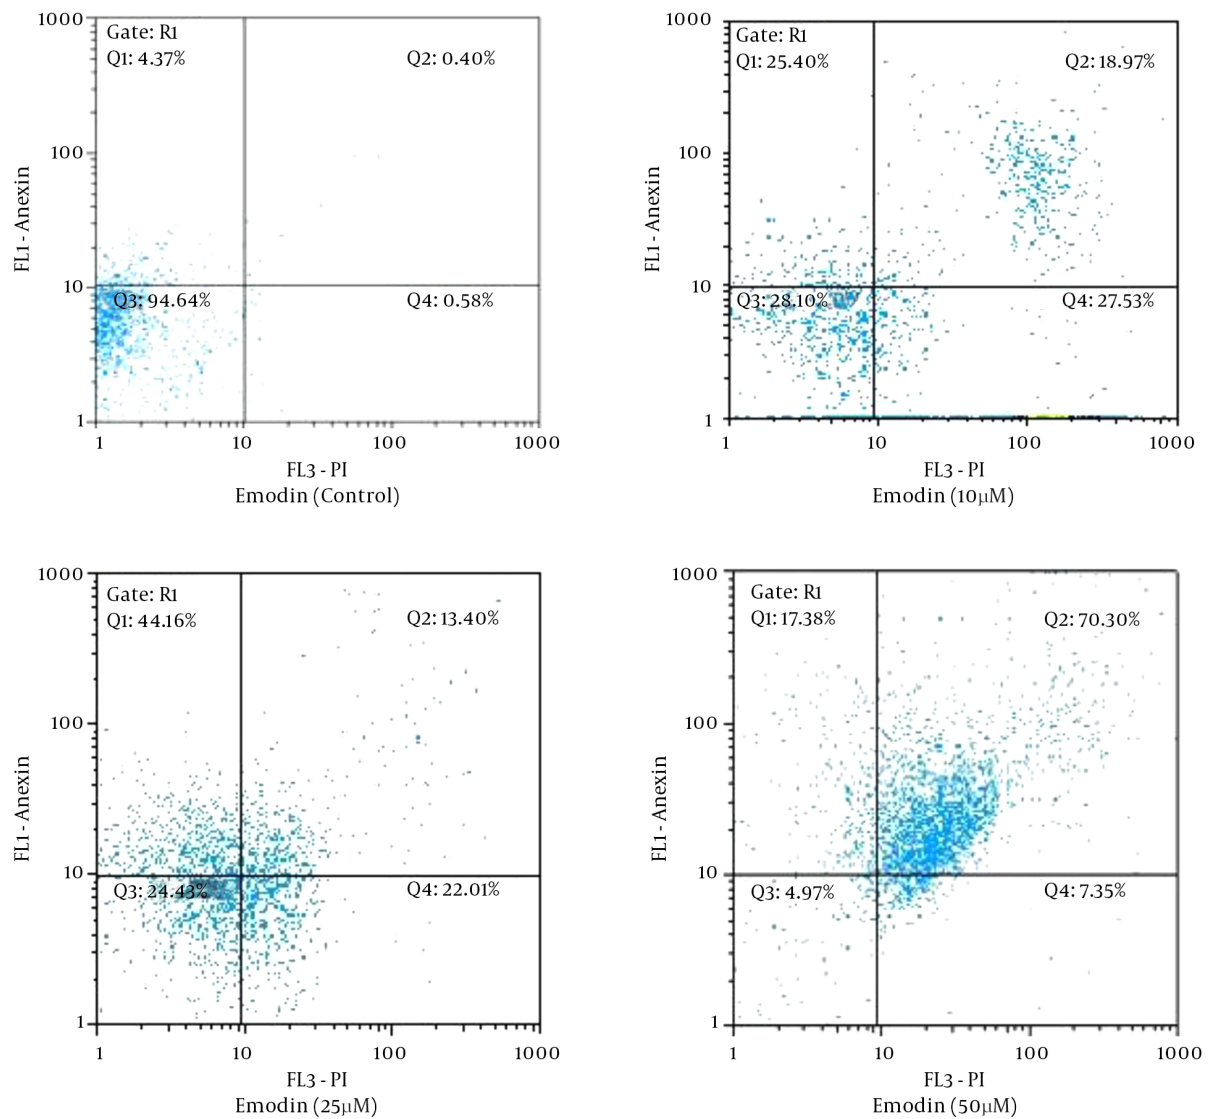 1000
Gate: R1
Q1: 4.37%
Q2: 0.40%
100
FL1 - Anexin
10
Q3: 94.64%
Q4: 0.58%
1
1
10
100
1000
FL3 - PI
Emodin (Control)
1000
Gate: R1
Q1: 25.40%
Q2: 18.97%
100
FL1 - Anexin
10
Q3: 28.10%
Q4: 27.53%
1
1
10
100
1000
FL3 - PI
Emodin (10µM)
1000
Gate: R1
Q1: 44.16%
Q2: 13.40%
100
FL1 - Anexin
10
Q3: 24.43%
Q4: 22.01%
1
1
10
100
1000
FL3 - PI
Emodin (25µM)
1000
Gate: R1
Q1: 17.38%
Q2: 70.30%
100
FL1 - Anexin
10
Q3: 4.97%
Q4: 7.35%
1
1
10
100
1000
FL3 - PI
Emodin (50µM)